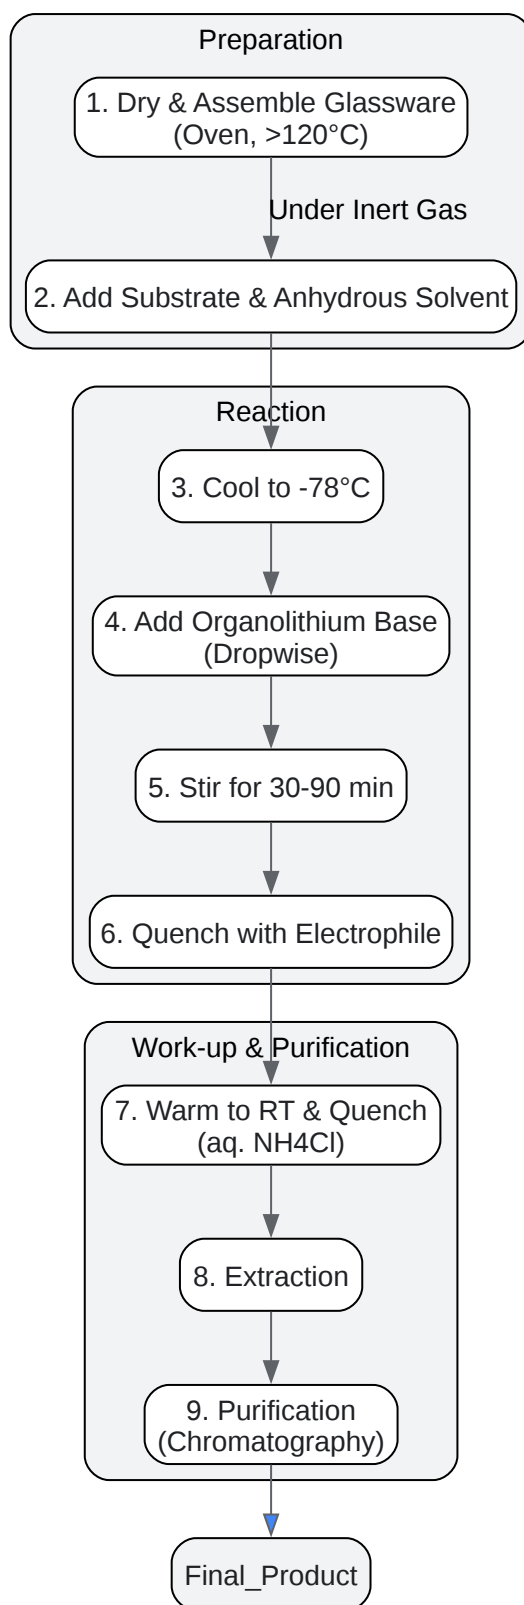 Preparation
1. Dry & Assemble Glassware
(Oven, >120°C)
Under Inert Gas
2. Add Substrate & Anhydrous Solvent
Reaction
3. Cool to -78°C
4. Add Organolithium Base
(Dropwise)
5. Stir for 30-90 min
6. Quench with Electrophile
Work-up & Purification
7. Warm to RT & Quench
(aq. NH4Cl)
8. Extraction
9. Purification
(Chromatography)
Final_Product